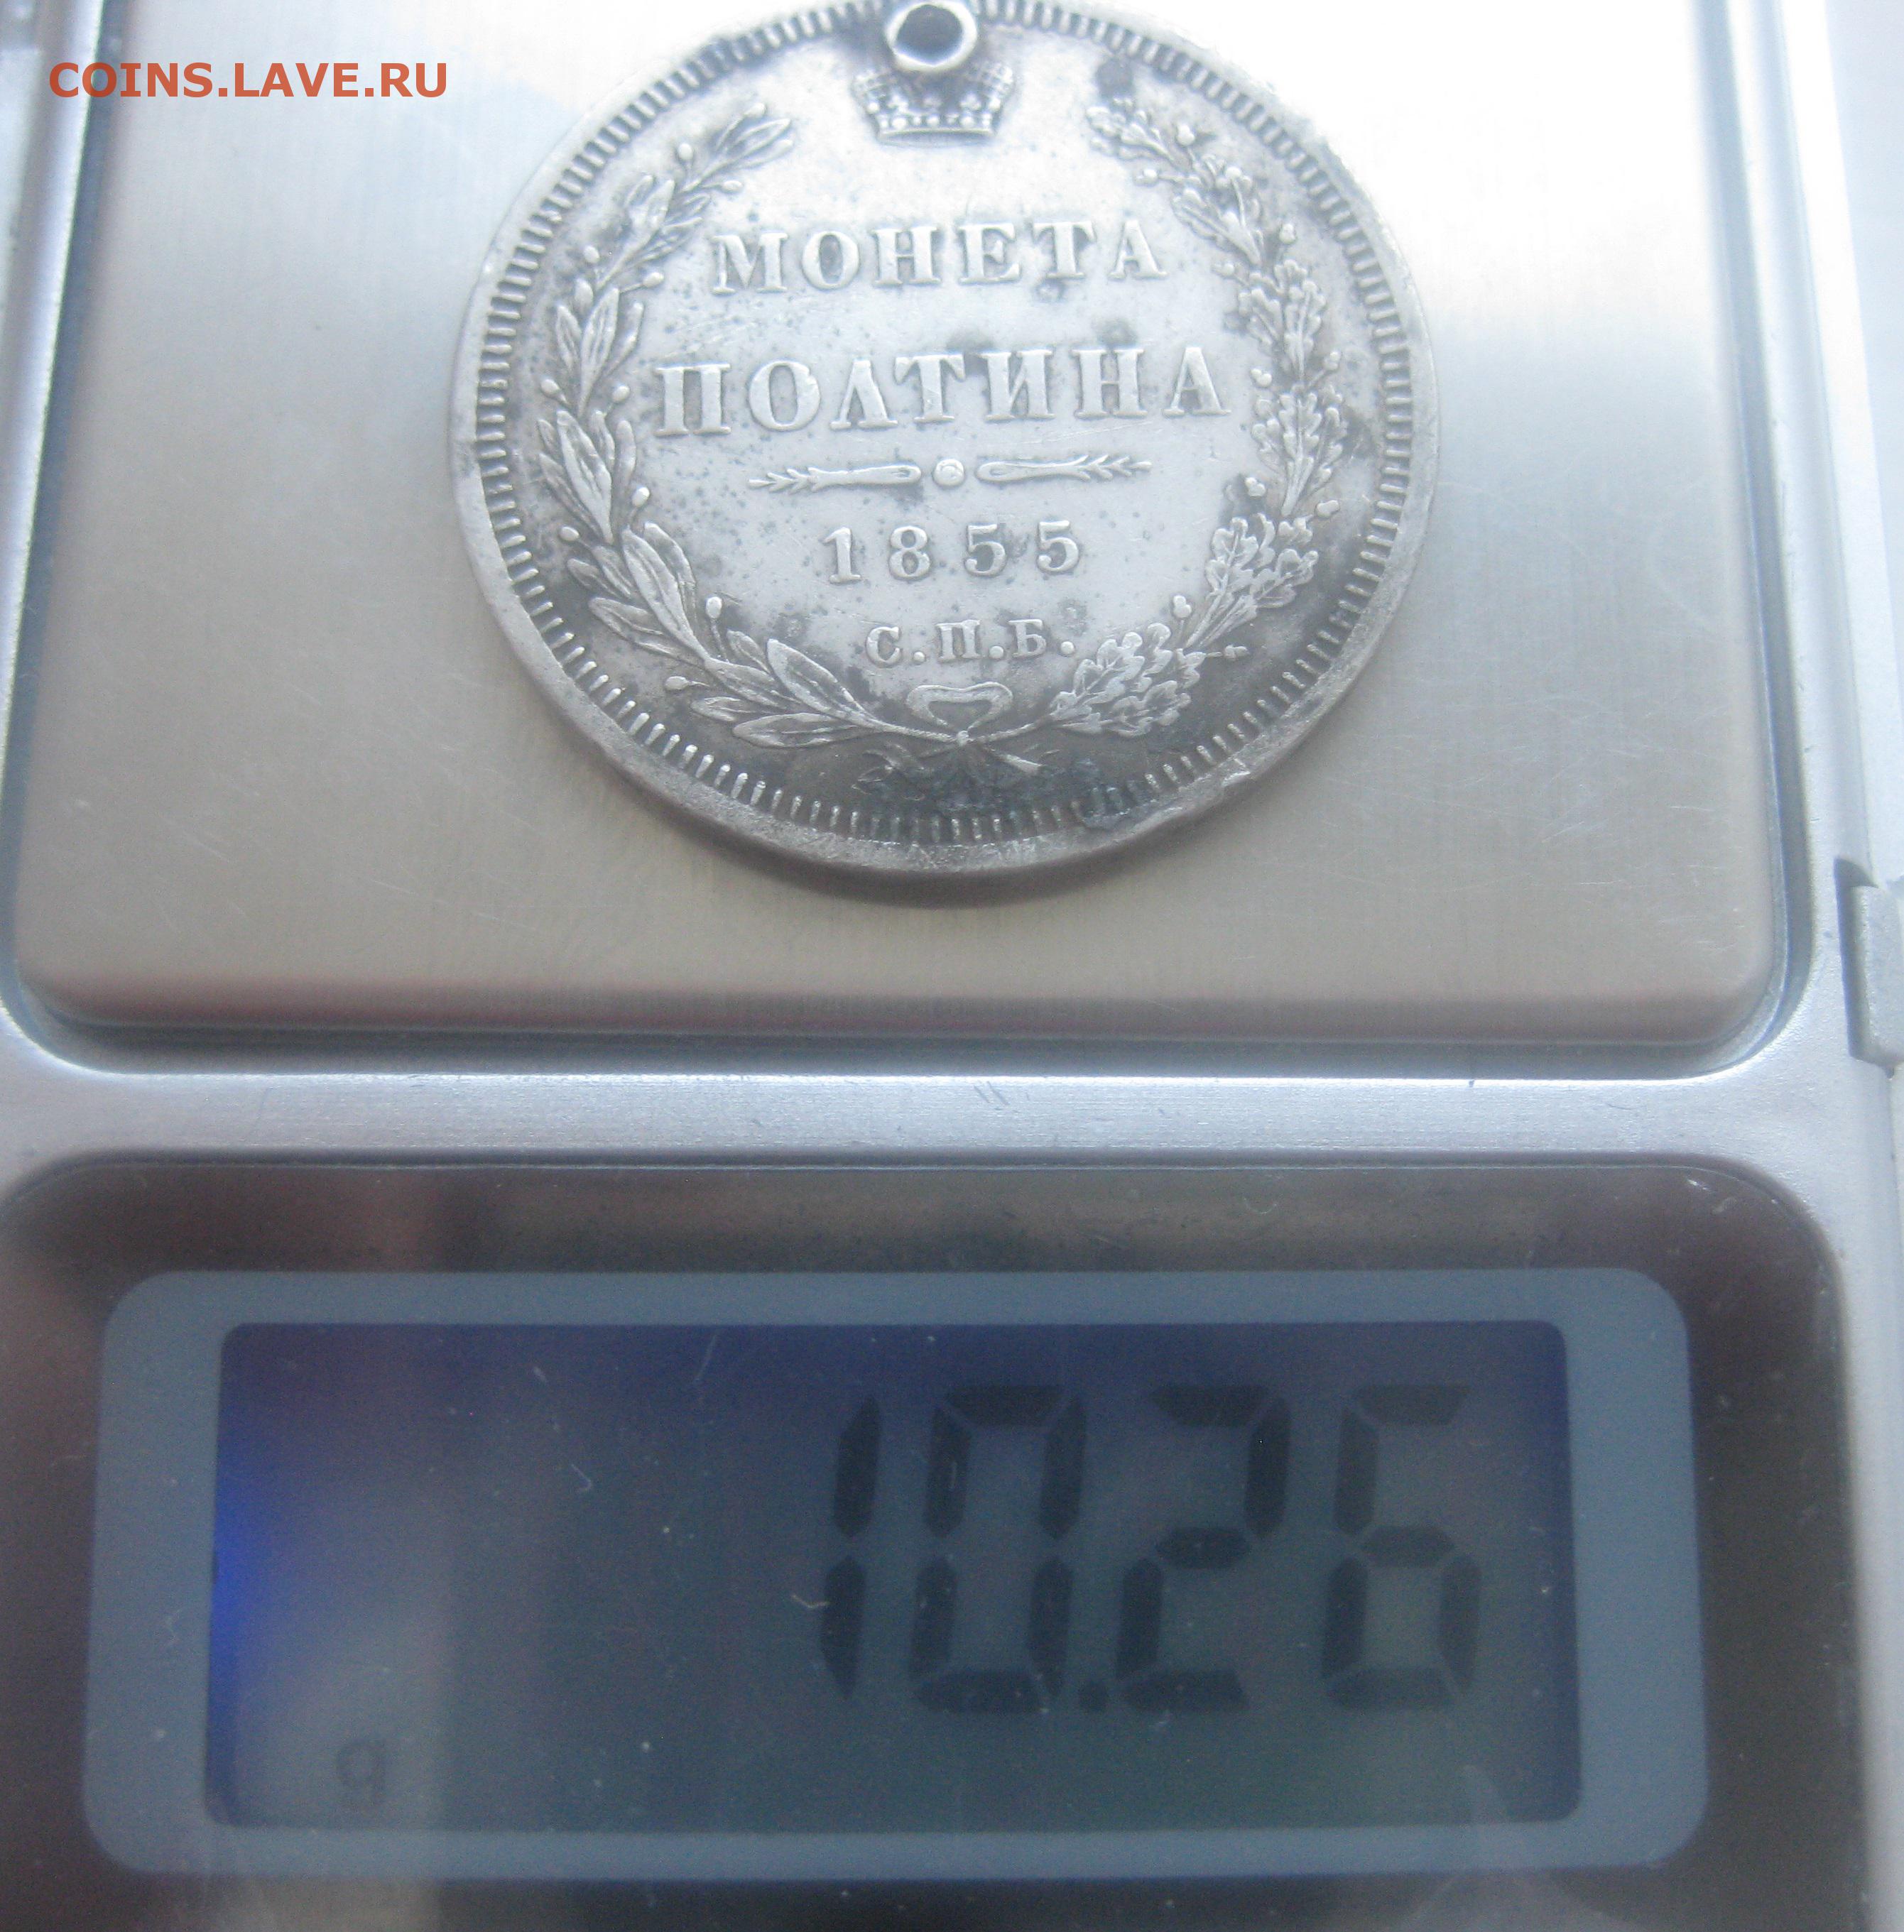 COINS.LAVE.RU
МОНЕТА
ПОЛТИНА
1855
С.П.Б.
10.26
g